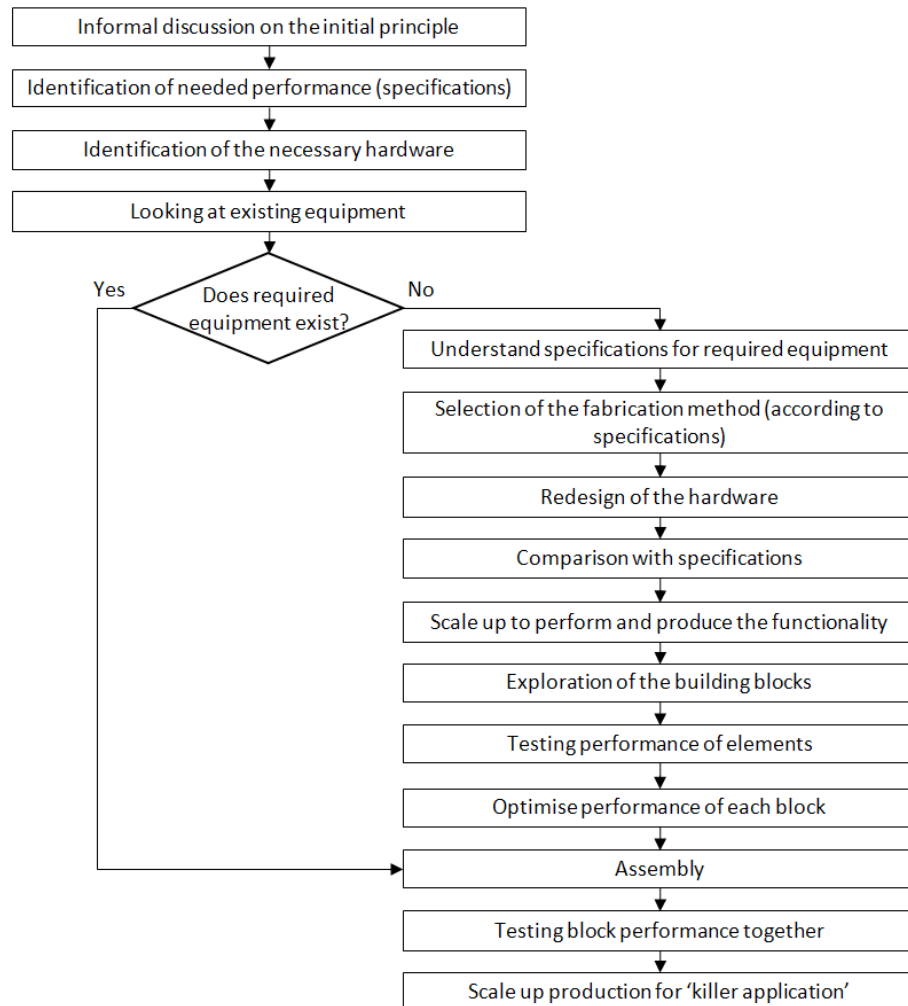 Informal discussion on the initial principle
Identification of needed performance (specifications)
Identification of the necessary hardware
Looking at existing equipment
Yes
Does required
equipment exist?
No
Understand specifications for required equipment
Selection of the fabrication method (according to
specifications)
Redesign of the hardware
Comparison with specifications
Scale up to perform and produce the functionality
Exploration of the building blocks
Testing performance of elements
Optimise performance of each block
Assembly
Testing block performance together
Scale up production for ‘killer application’